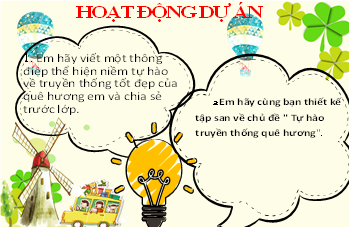 HOẠT ĐỘNG DỰ ÁN
1. Em hãy viết một thông
điệp thể hiện niềm tự hào
về truyền thống tốt đẹp của
quê hương em và chia sẻ
trước lớp.
2.Em hãy cùng bạn thiết kế
tập san về chủ đề " Tự hào
truyền thống quê hương".